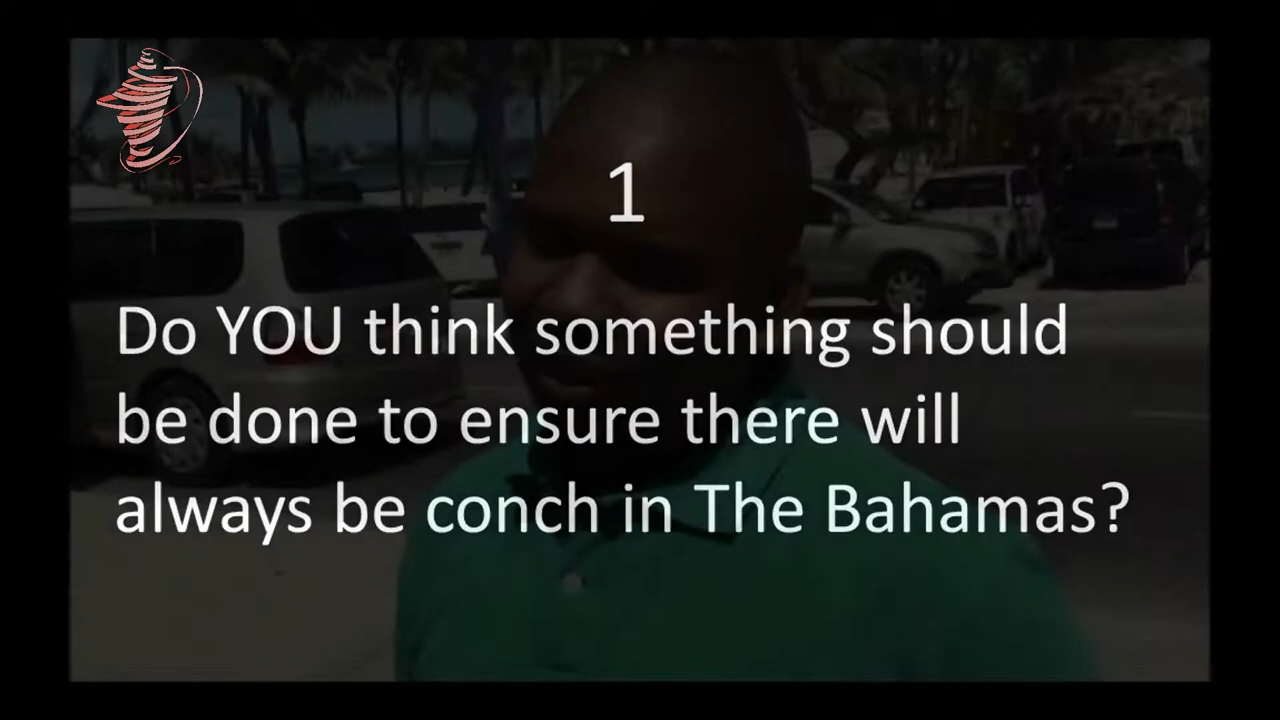 1
Do YOU think something should
be done to ensure there will
always be conch in The Bahamas?